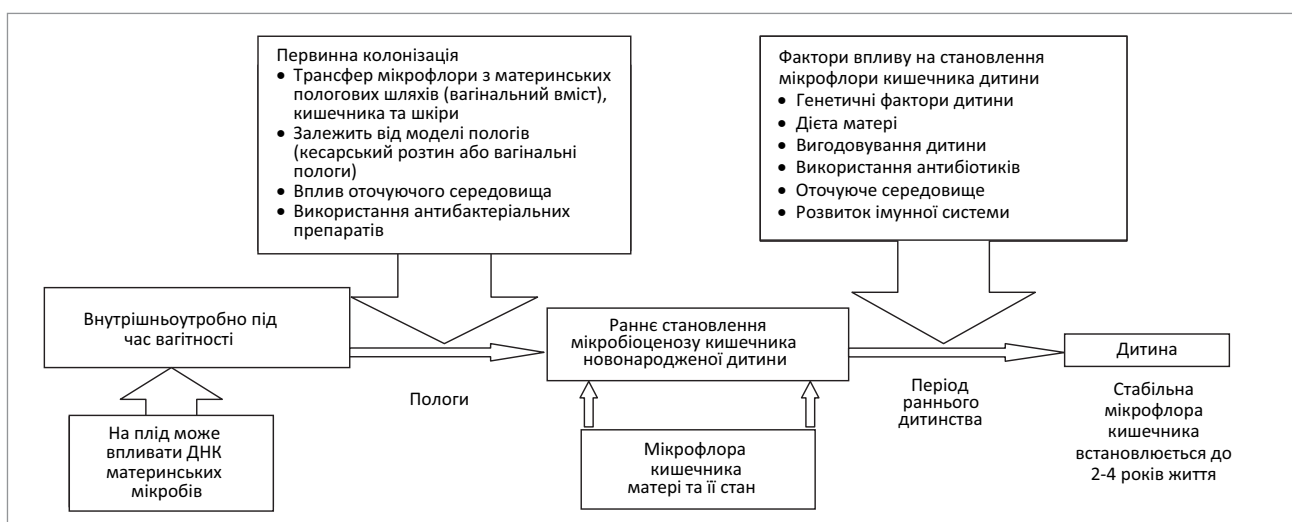 Первинна колонізація
• Трансфер мікрофлори з материнських
пологових шляхів (вагінальний вміст),
кишечника та шкіри
• Залежить від моделі пологів
(кесарський розтин або вагінальні
пологи)
• Вплив оточуючого середовища
• Використання антибактеріальних
препаратів
Фактори впливу на становлення
мікрофлори кишечника дитини
• Генетичні фактори дитини
• Дієта матері
• Вигодовування дитини
• Використання антибіотиків
• Оточуюче середовище
• Розвиток імунної системи
Внутрішньоутробно під
час вагітності
Раннє становлення
мікробіоценозу кишечника
новонародженої дитини
Дитина
Пологи
Період
раннього
дитинства
Стабільна
мікрофлора
кишечника
встановлюється до
2-4 років життя
На плід може
впливати ДНК
материнських
мікробів
Мікрофлора
кишечника
матері та її стан